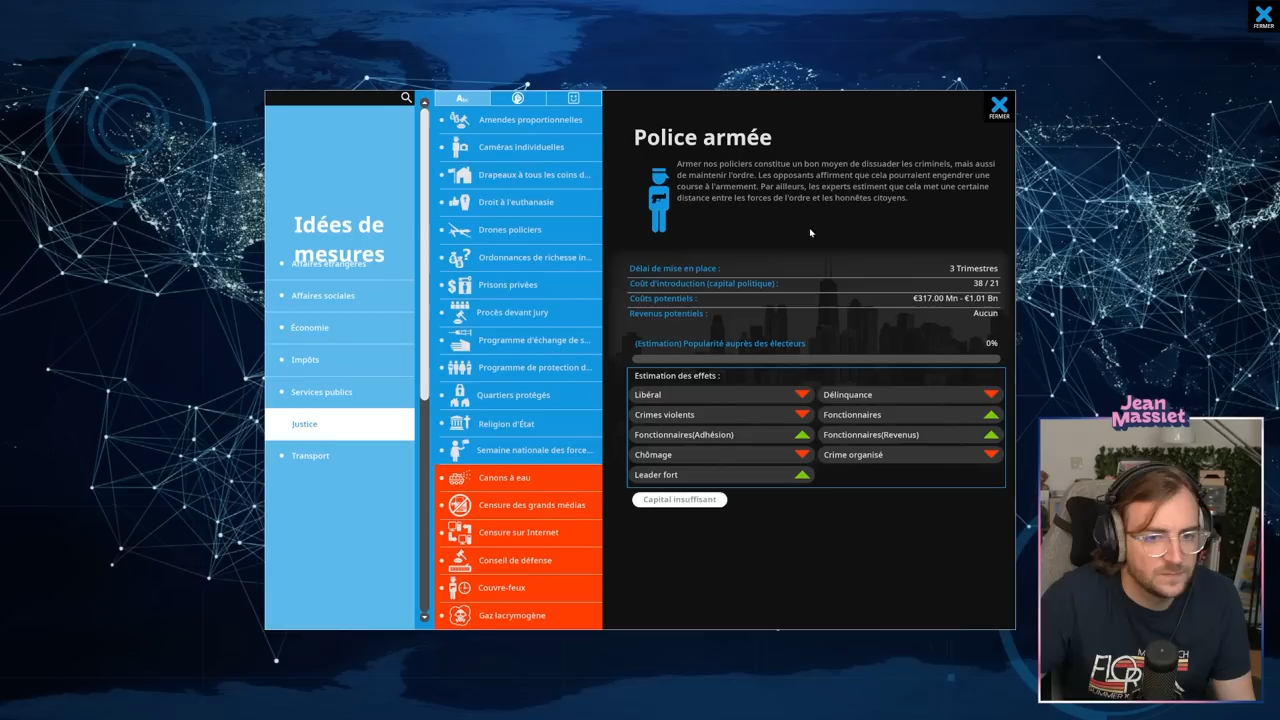 FERMER
Abc
FERMER
Idées de
mesures
Affaires étrangères
Affaires sociales
Économie
Impôts
Services publics
Justice
Transport
Amendes proportionnelles
Caméras individuelles
Drapeaux à tous les coins d...
Droit à l'euthanasie
Drones policiers
Ordonnances de richesse in...
Prisons privées
Procès devant jury
Programme d'échange de s...
Programme de protection d...
Quartiers protégés
Religion d'État
Semaine nationale des force...
Canons à eau
Censure des grands médias
Censure sur Internet
Conseil de défense
Couvre-feux
Gaz lacrymogène
Police armée
Armer nos policiers constitue un bon moyen de dissuader les criminels, mais aussi
de maintenir l'ordre. Les opposants affirment que cela pourraient engendrer une
course à l'armement. Par ailleurs, les experts estiment que cela met une certaine
distance entre les forces de l'ordre et les honnêtes citoyens.
Délai de mise en place : 3 Trimestres
Coût d'introduction (capital politique) : 38 / 21
Coûts potentiels : €317.00 Mn - €1.01 Bn
Revenus potentiels : Aucun
(Estimation) Popularité auprès des électeurs 0%
Estimation des effets :
Libéral Délinquance
Crimes violents Fonctionnaires
Fonctionnaires(Adhésion) Fonctionnaires(Revenus)
Chômage Crime organisé
Leader fort
Capital insuffisant
Jean
Massiet